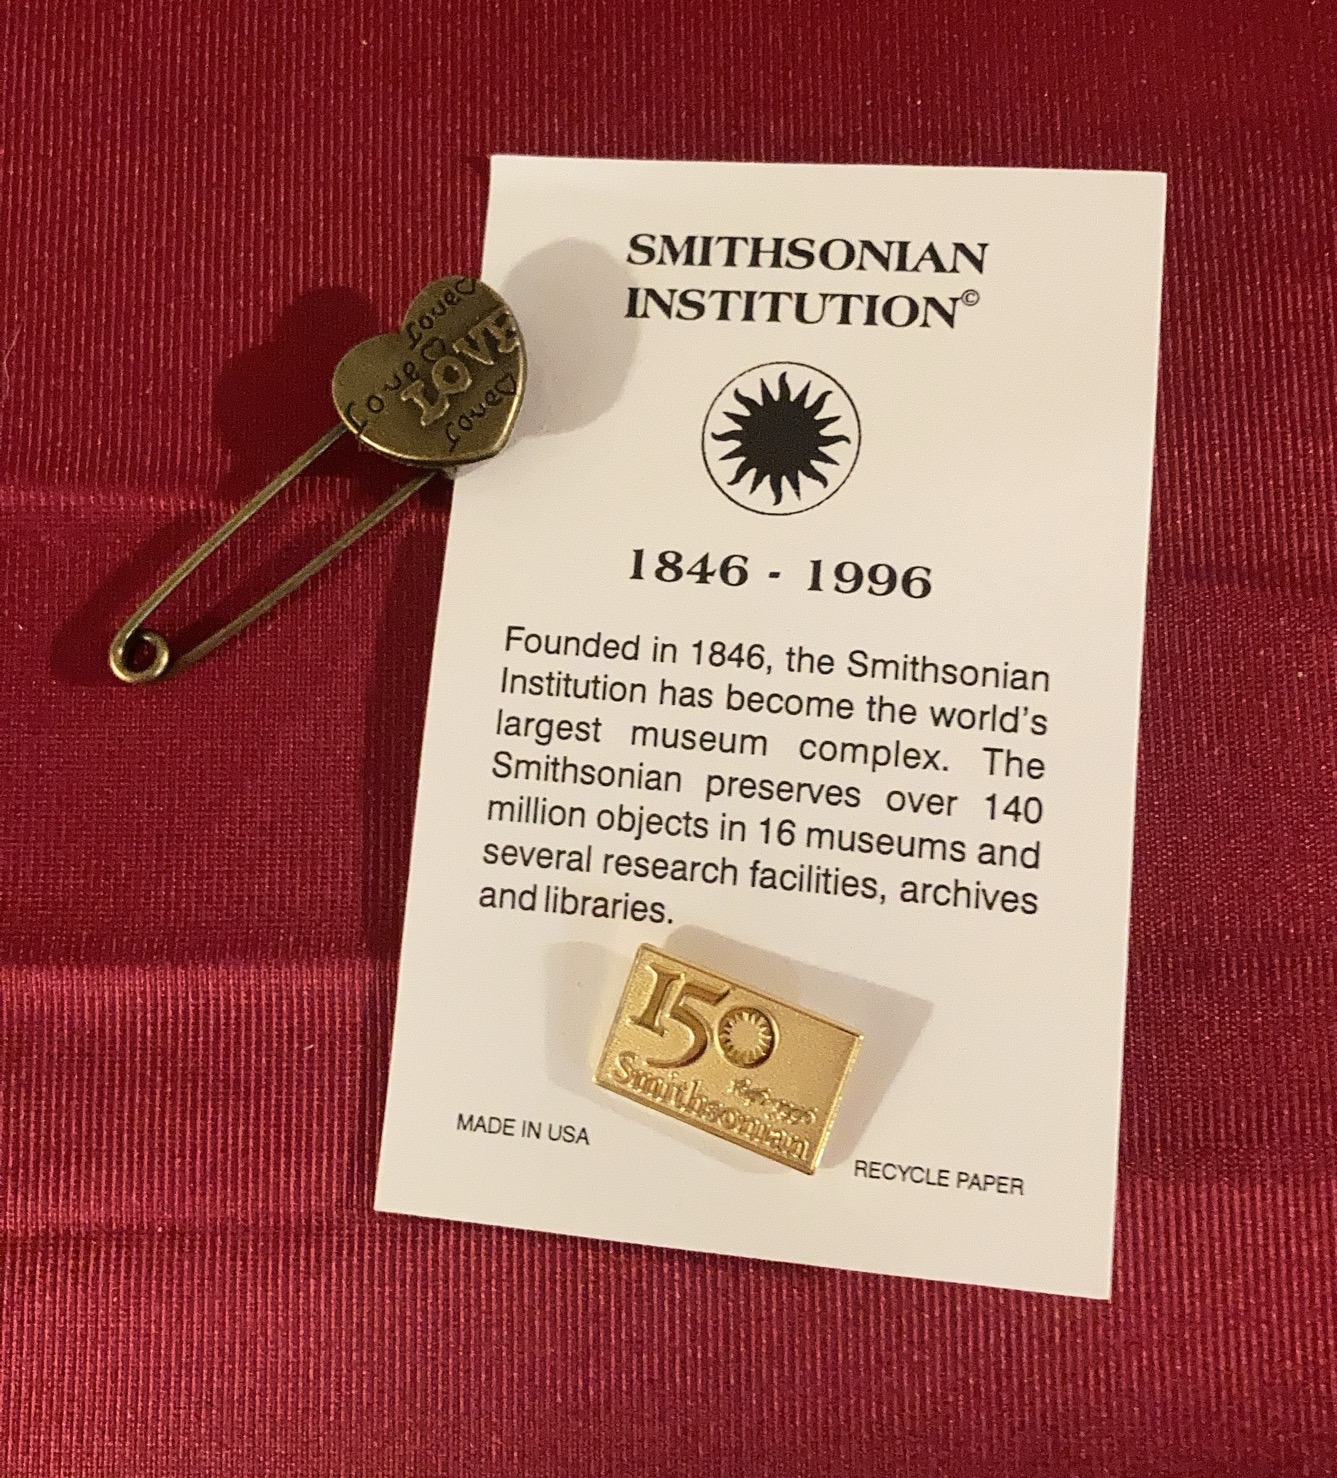 Love
Love
LOVE
Love
SMITHSONIAN
INSTITUTION©
1846 - 1996
Founded in 1846, the Smithsonian
Institution has become the world's
largest museum complex. The
Smithsonian preserves over 140
million objects in 16 museums and
several research facilities, archives
and libraries.
150
1846-1996
Smithsonian
MADE IN USA
RECYCLE PAPER